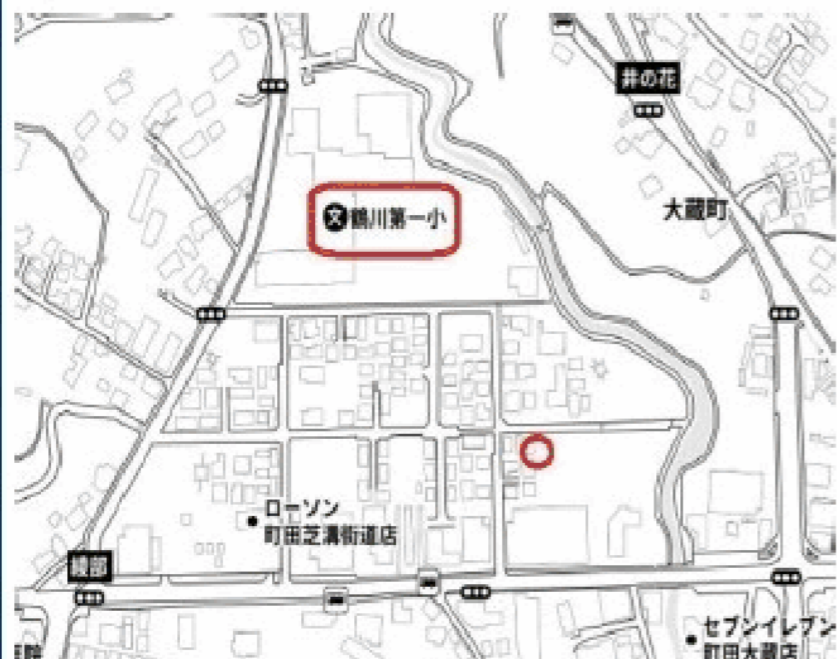 井の花
文鶴川第一小
大蔵町
ローソン
町田芝溝街道店
綾部
セブンイレブン
町田大蔵店